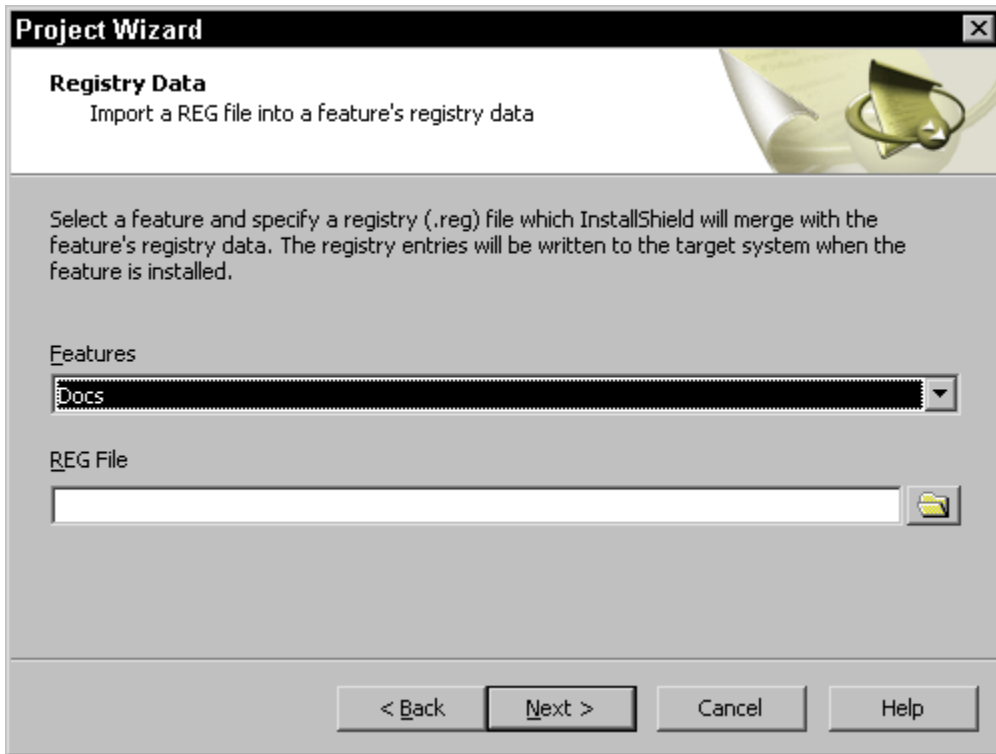 Project Wizard
Registry Data
Import a REG file into a feature's registry data
Select a feature and specify a registry (.reg) file which InstallShield will merge with the
feature's registry data. The registry entries will be written to the target system when the
feature is installed.
Features
Docs
REG File
< Back
Next >
Cancel
Help